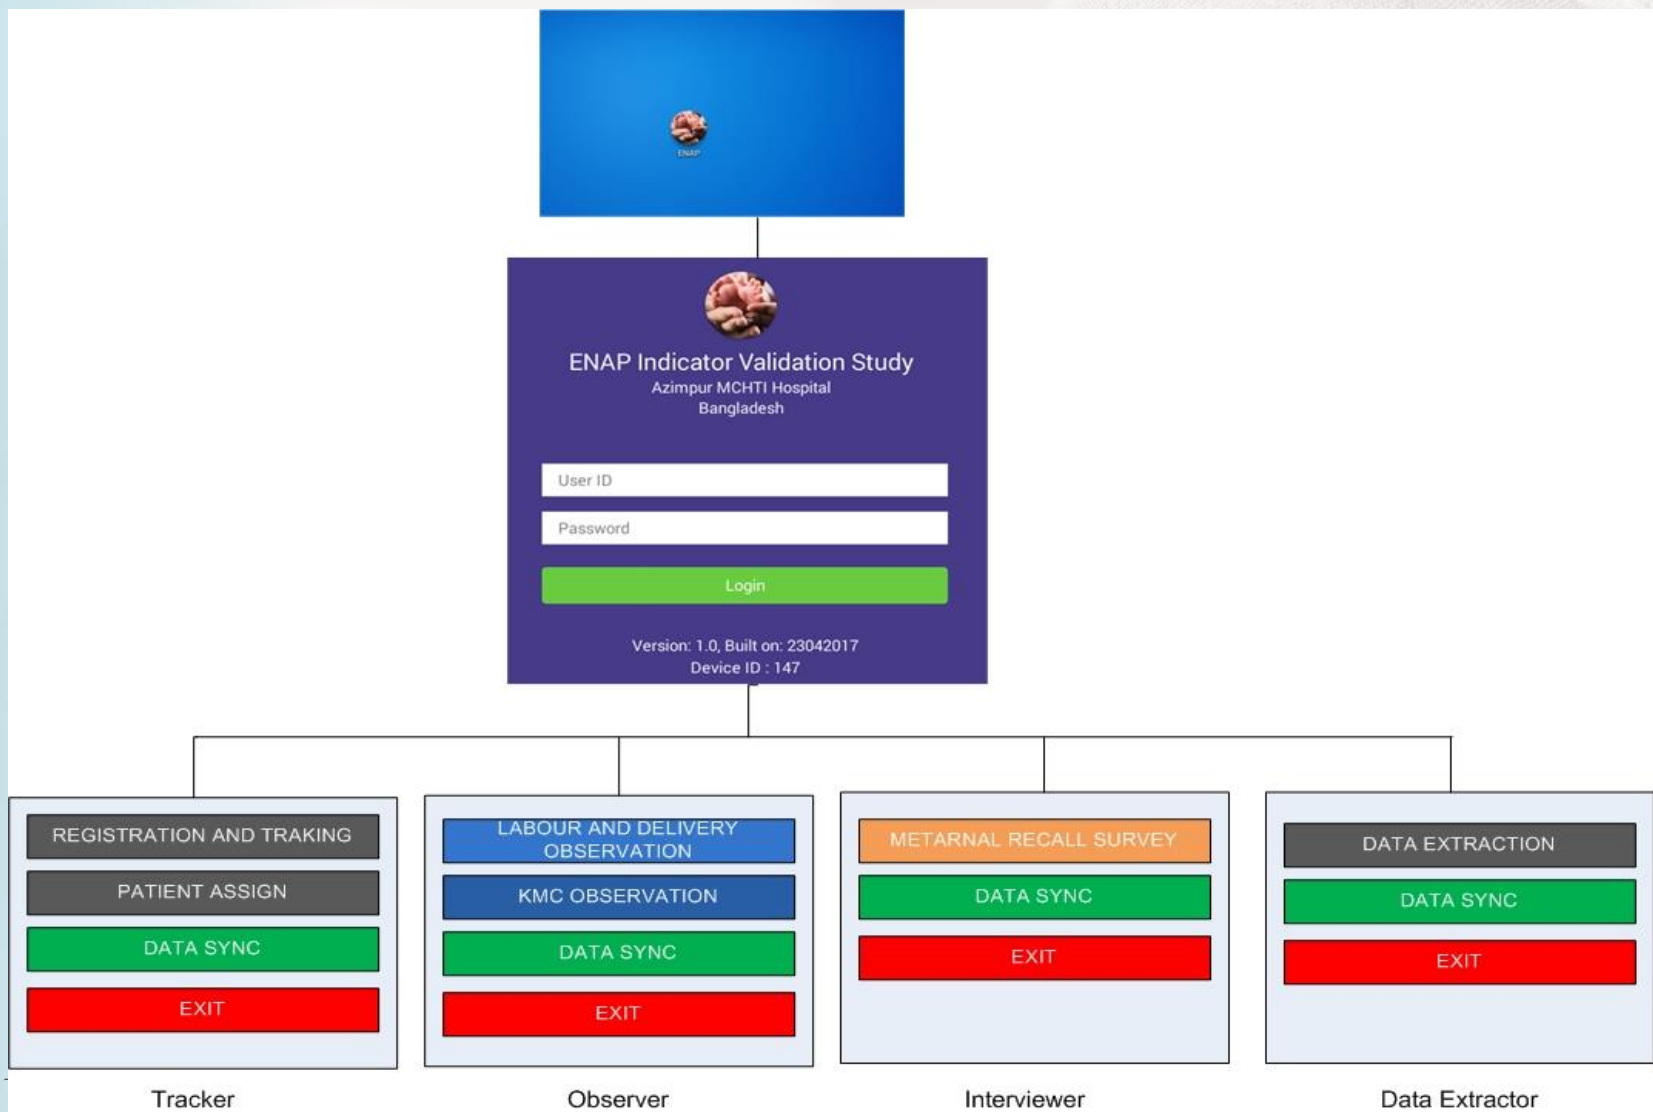 ENAP
ENAP Indicator Validation Study
Azimpur MCHTI Hospital
Bangladesh
User ID
Password
Login
Version: 1.0, Built on: 23042017
Device ID : 147
REGISTRATION AND TRAKING
PATIENT ASSIGN
DATA SYNC
EXIT
Tracker
LABOUR AND DELIVERY
OBSERVATION
KMC OBSERVATION
DATA SYNC
EXIT
Observer
METARNAL RECALL SURVEY
DATA SYNC
EXIT
Interviewer
DATA EXTRACTION
DATA SYNC
EXIT
Data Extractor